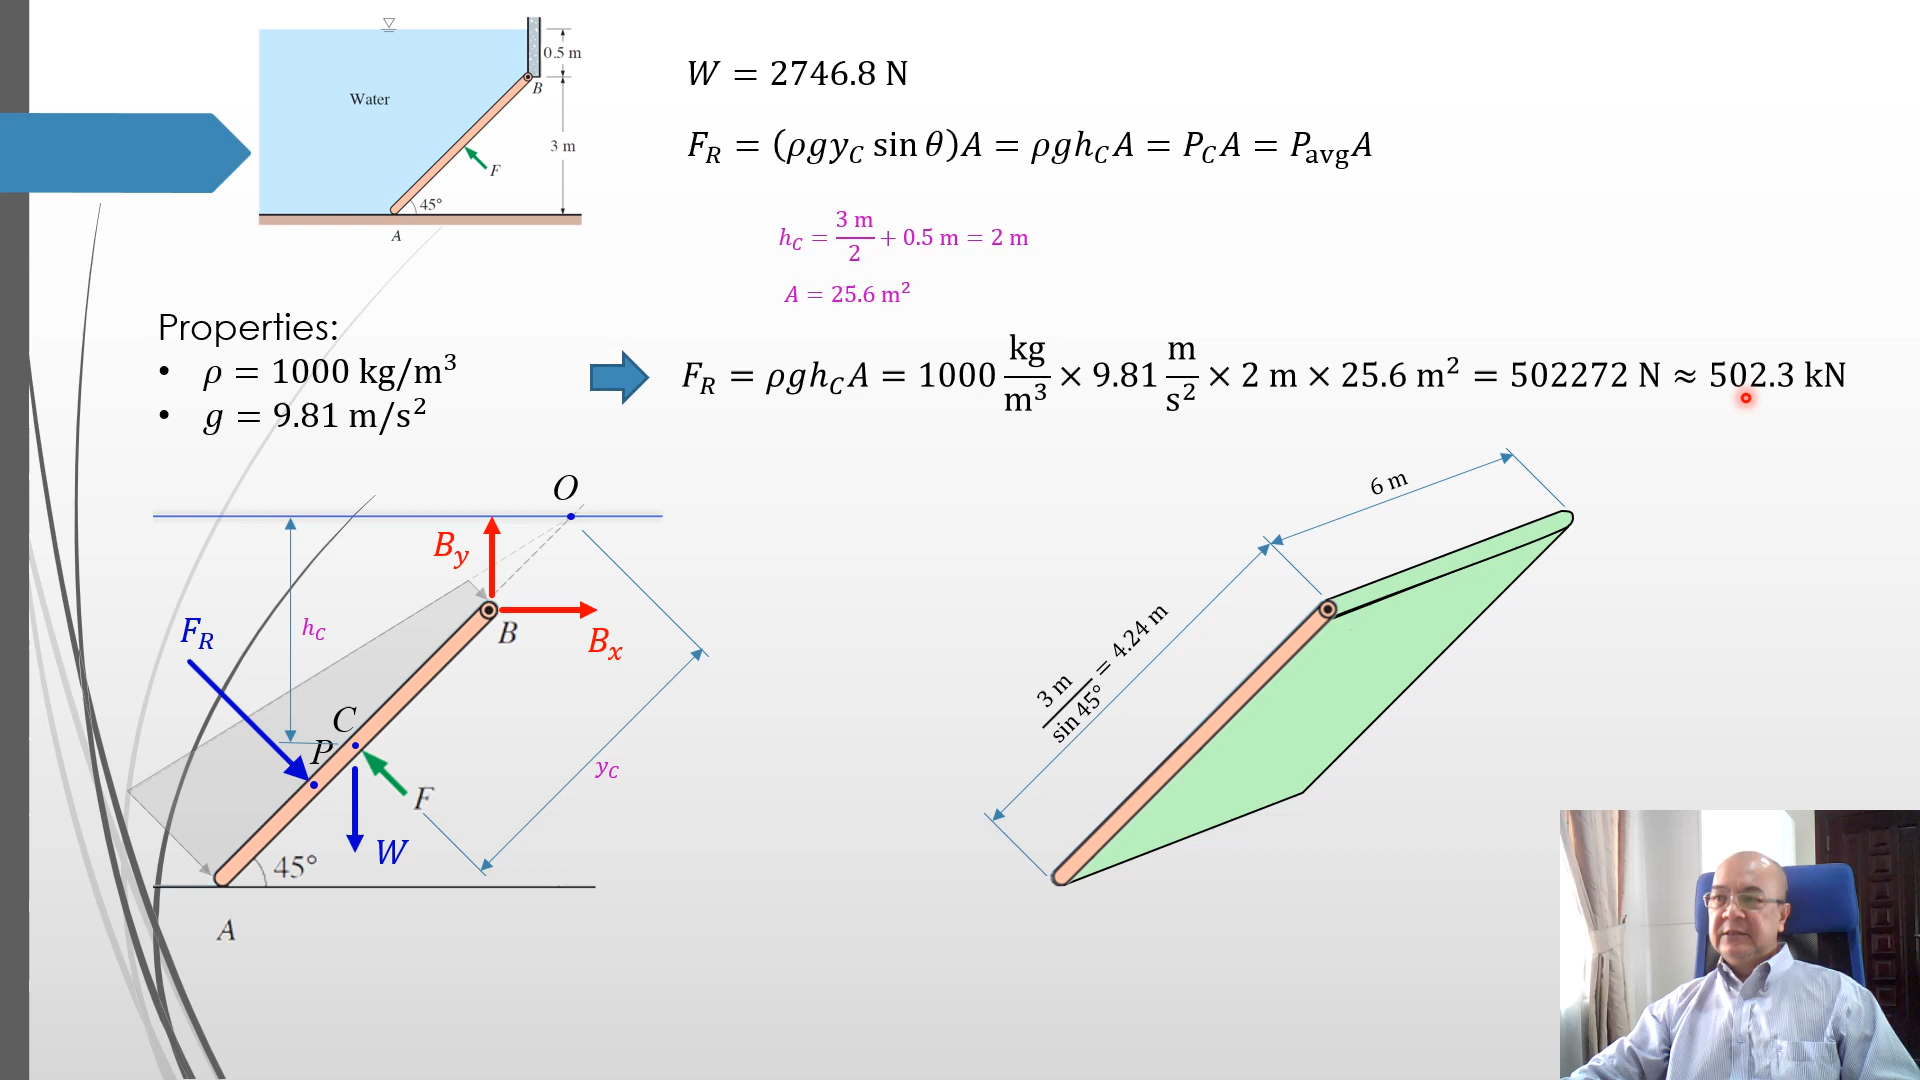 0.5 m
Water
B
3 m
F
45°
A
W = 2746.8 N
F_R = (ρgy_C sin θ)A = ρgh_C A = P_C A = P_avg A
h_C = 3 m / 2 + 0.5 m = 2 m
A = 25.6 m²
Properties:
• ρ = 1000 kg/m³
• g = 9.81 m/s²
F_R = ρgh_C A = 1000 kg/m³ × 9.81 m/s² × 2 m × 25.6 m² = 502272 N ≈ 502.3 kN
O
B_y
B_x
B
F_R
h_C
C
P
F
y_C
W
45°
A
6 m
3 m / sin 45° = 4.24 m